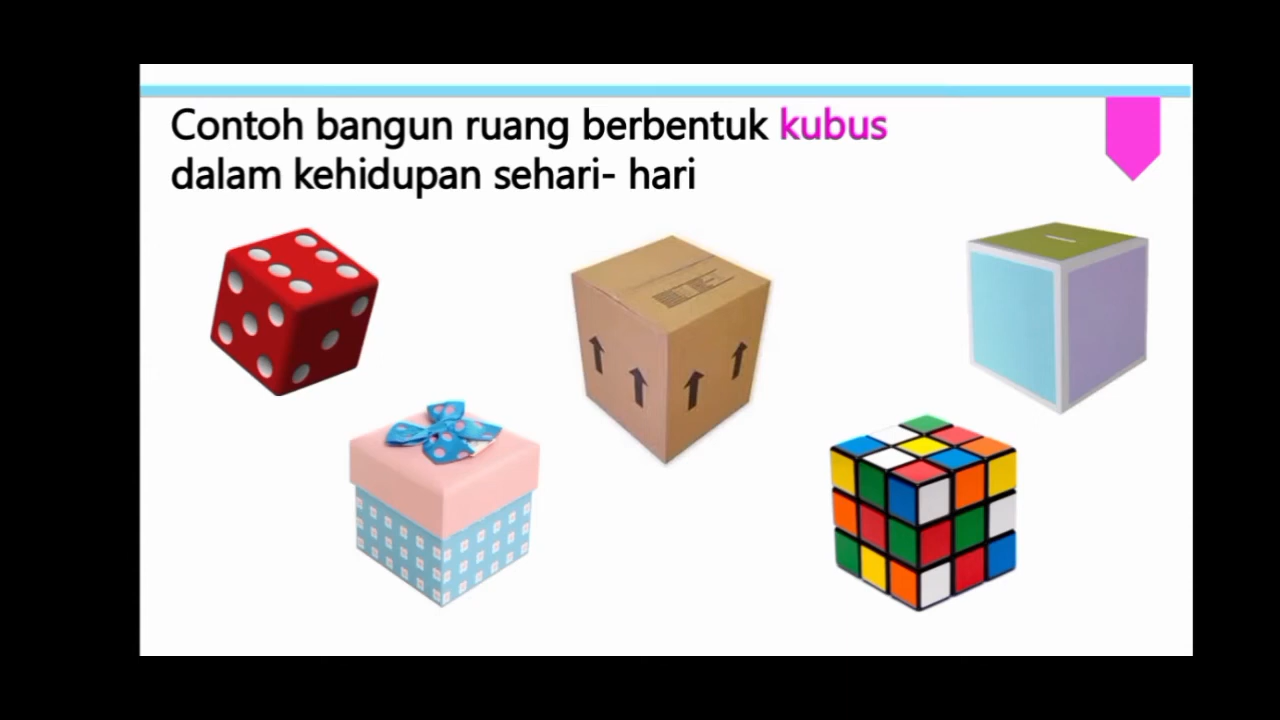 Contoh bangun ruang berbentuk kubus
dalam kehidupan sehari- hari